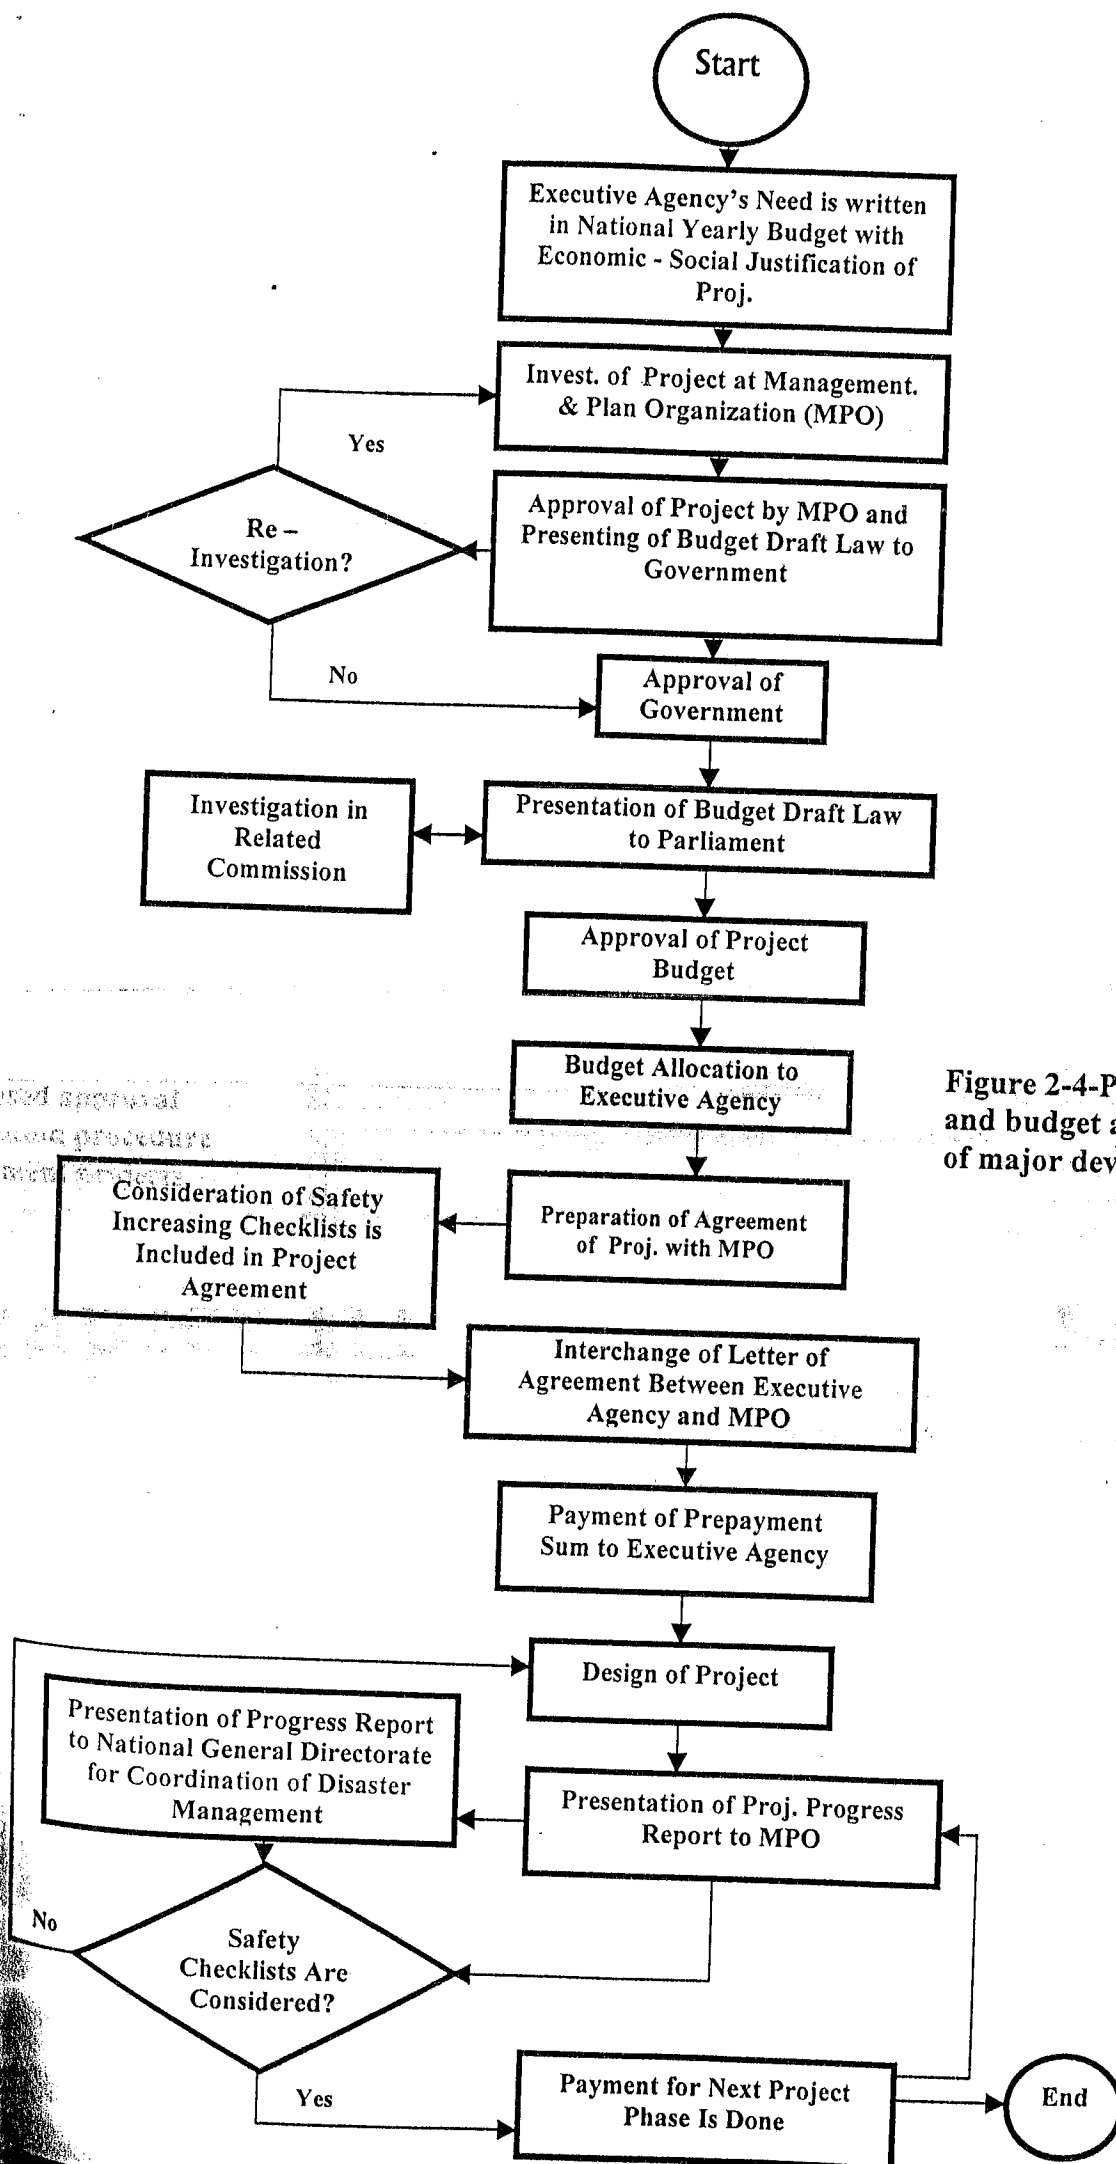 Start
Executive Agency's Need is written
in National Yearly Budget with
Economic - Social Justification of
Proj.
Invest. of Project at Management.
& Plan Organization (MPO)
Yes
Re –
Investigation?
Approval of Project by MPO and
Presenting of Budget Draft Law to
Government
No
Approval of
Government
Investigation in
Related
Commission
Presentation of Budget Draft Law
to Parliament
Approval of Project
Budget
Budget Allocation to
Executive Agency
Figure 2-4-P
and budget a
of major dev
approval
procedure
Consideration of Safety
Increasing Checklists is
Included in Project
Agreement
Preparation of Agreement
of Proj. with MPO
Interchange of Letter of
Agreement Between Executive
Agency and MPO
Payment of Prepayment
Sum to Executive Agency
Design of Project
Presentation of Progress Report
to National General Directorate
for Coordination of Disaster
Management
Presentation of Proj. Progress
Report to MPO
No
Safety
Checklists Are
Considered?
Yes
Payment for Next Project
Phase Is Done
End